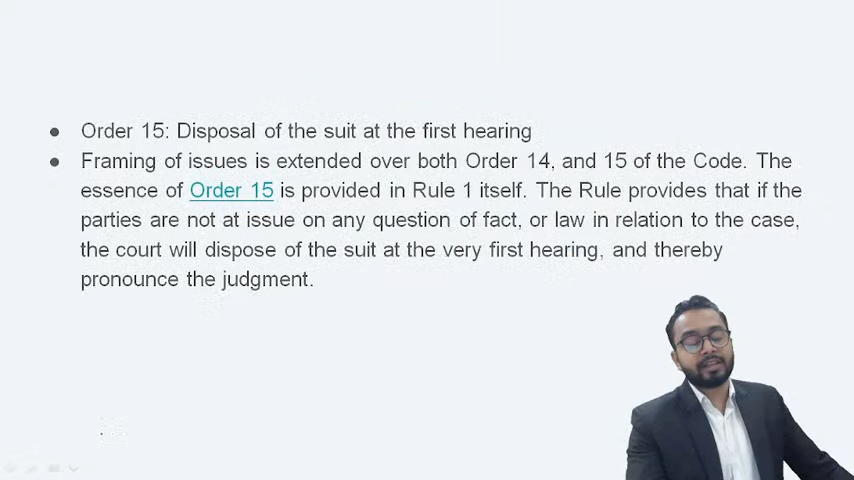 ● Order 15: Disposal of the suit at the first hearing
● Framing of issues is extended over both Order 14, and 15 of the Code. The
essence of Order 15 is provided in Rule 1 itself. The Rule provides that if the
parties are not at issue on any question of fact, or law in relation to the case,
the court will dispose of the suit at the very first hearing, and thereby
pronounce the judgment.